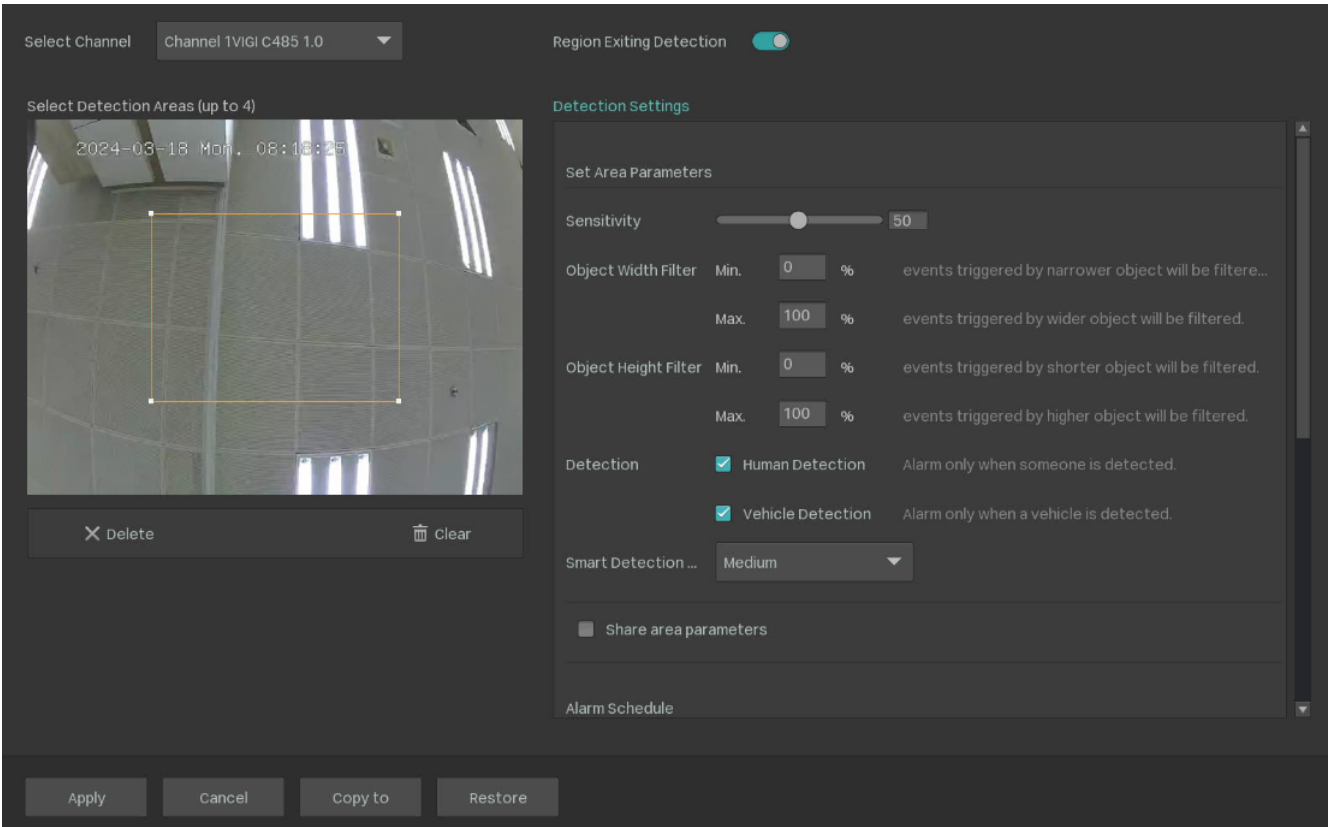 Select Channel Channel 1VIGI C485 1.0 Region Exiting Detection
Select Detection Areas (up to 4) Detection Settings
2024-03-18 Mon. 08:18:25
Set Area Parameters
Sensitivity 50
Object Width Filter Min. 0 % events triggered by narrower object will be filtere...
Max. 100 % events triggered by wider object will be filtered.
Object Height Filter Min. 0 % events triggered by shorter object will be filtered.
Max. 100 % events triggered by higher object will be filtered.
Detection Human Detection Alarm only when someone is detected.
Vehicle Detection Alarm only when a vehicle is detected.
Delete Clear
Smart Detection ... Medium
Share area parameters
Alarm Schedule
Apply Cancel Copy to Restore